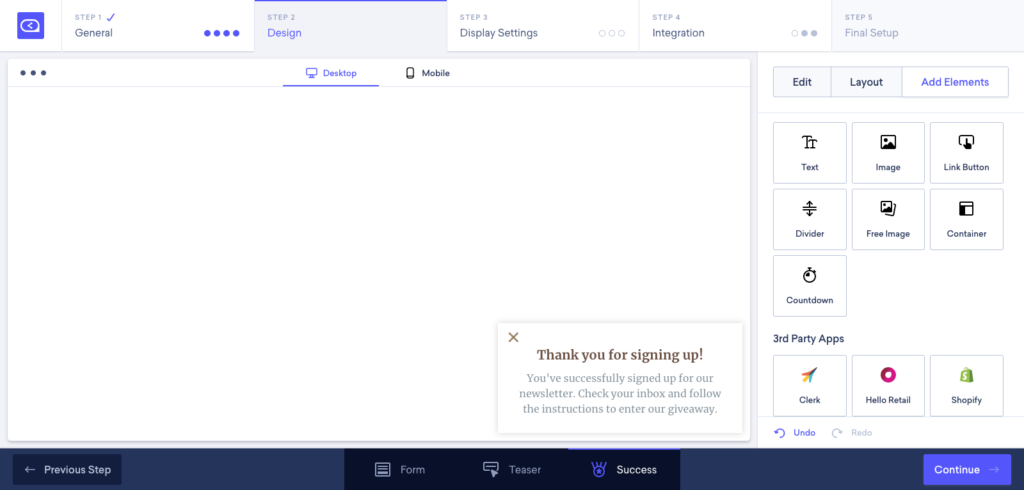 STEP 1
General
STEP 2
Design
STEP 3
Display Settings
STEP 4
Integration
STEP 5
Final Setup
Desktop
Mobile
Edit
Layout
Add Elements
Text
Image
Link Button
Divider
Free Image
Container
Countdown
3rd Party Apps
Clerk
Hello Retail
Shopify
Thank you for signing up!
You've successfully signed up for our
newsletter. Check your inbox and follow
the instructions to enter our giveaway.
Undo
Redo
Previous Step
Form
Teaser
Success
Continue